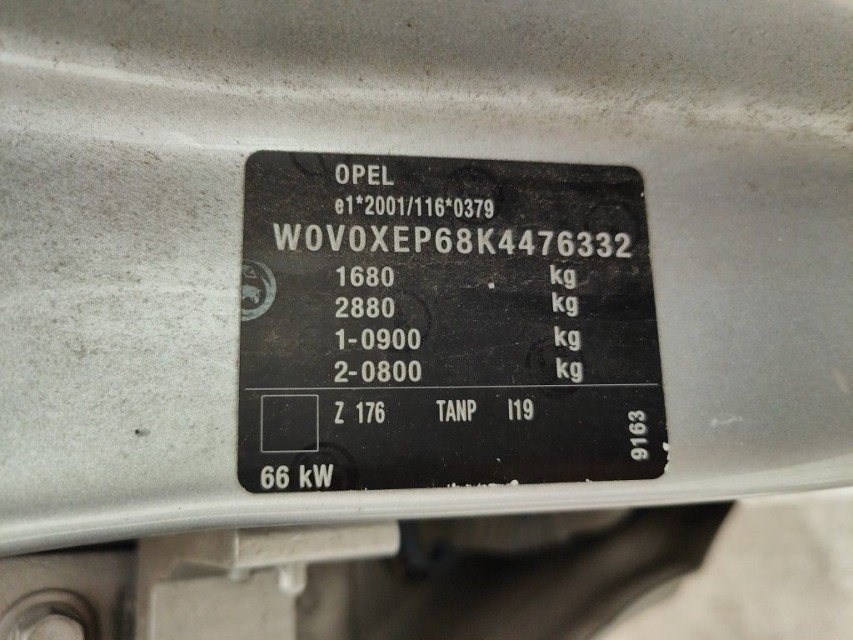 OPEL
e1*2001/116*0379
W0V0XEP68K4476332
1680 kg
2880 kg
1-0900 kg
2-0800 kg
Z 176 TANP I19
9163
66 kW